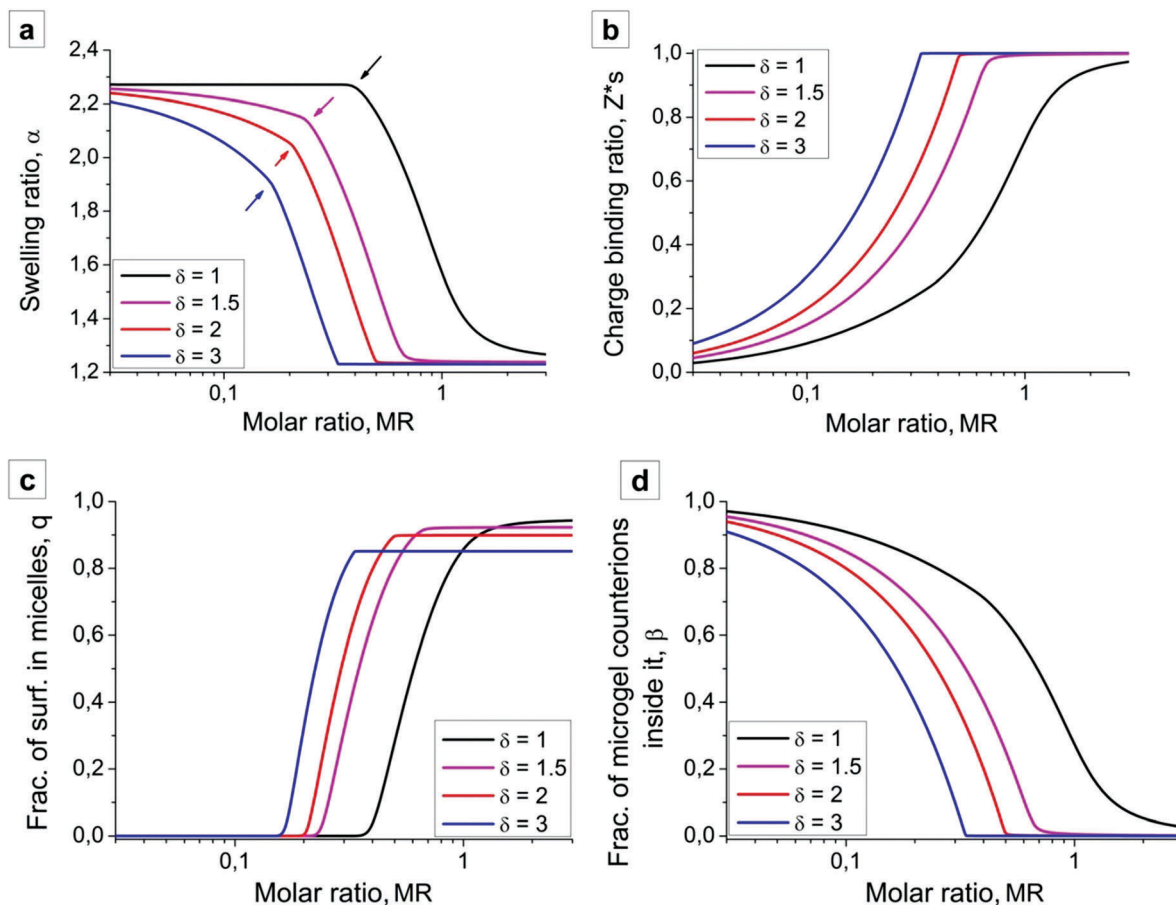 a
2,4
2,2
2,0
1,8
1,6
1,4
1,2
Swelling ratio, α
δ = 1
δ = 1.5
δ = 2
δ = 3
0,1
1
Molar ratio, MR
b
1,0
0,8
0,6
0,4
0,2
0,0
Charge binding ratio, Z*s
δ = 1
δ = 1.5
δ = 2
δ = 3
0,1
1
Molar ratio, MR
c
1,0
0,8
0,6
0,4
0,2
0,0
Frac. of surf. in micelles, q
δ = 1
δ = 1.5
δ = 2
δ = 3
0,1
1
Molar ratio, MR
d
1,0
0,8
0,6
0,4
0,2
0,0
Frac. of microgel counterions
inside it, β
δ = 1
δ = 1.5
δ = 2
δ = 3
0,1
1
Molar ratio, MR